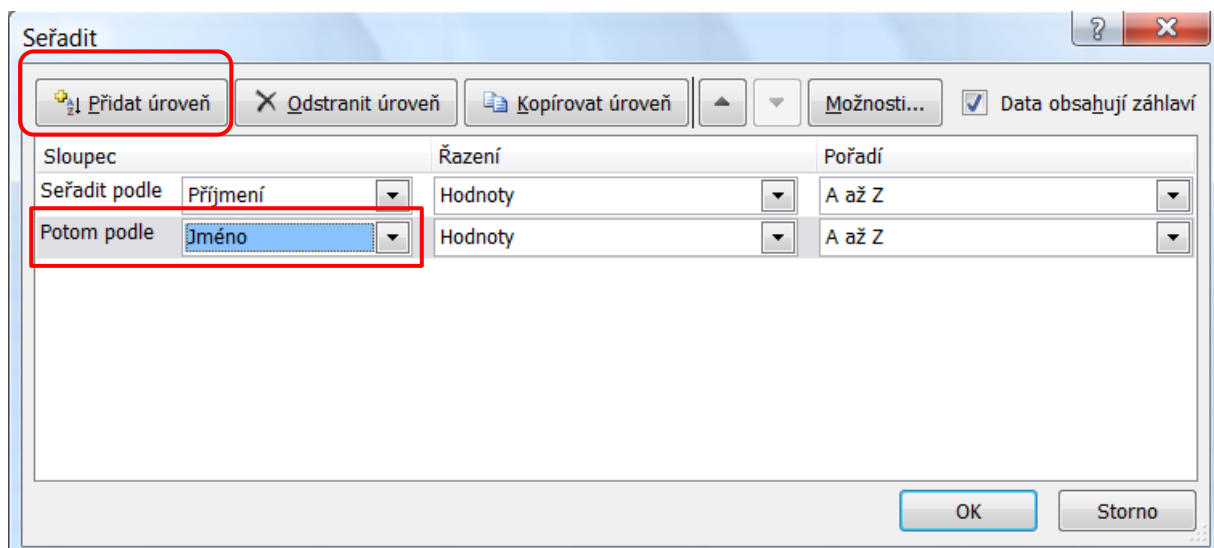 Seřadit
Přidat úroveň Odstranit úroveň Kopírovat úroveň Možnosti... Data obsahují záhlaví
Sloupec Řazení Pořadí
Seřadit podle Příjmení Hodnoty A až Z
Potom podle Jméno Hodnoty A až Z
OK Storno